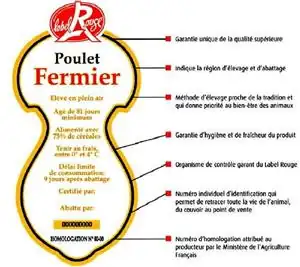 Label Rouge
Poulet
Fermier
Elevé en plein air
Agé de 81 jours
minimum
Alimenté avec
75% de céréales
Tenir au frais,
entre 0° et 4° C
Délai limite
de consommation:
9 jours après abattage
Certifié par:
Abattu par:
000000000
HOMOLOGATION N° 00-00
Garantie unique de la qualité supérieure
Indique la région d'élevage et d'abattage
Méthode d'élevage proche de la tradition et
qui donne priorité au bien-être des animaux
Garantie d'hygiène et de fraîcheur du produit
Organisme de contrôle garant du Label Rouge
Numéro individuel d'identification qui
permet de retracer toute la vie de l'animal,
du couvoir au point de vente
Numéro d'homologation attribué au
producteur par le Ministère de l'Agriculture
Français